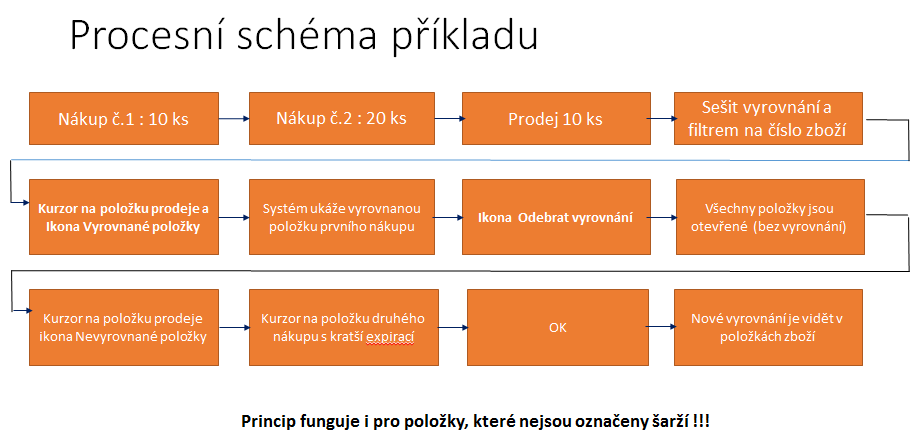 Procesní schéma příkladu
Nákup č.1 : 10 ks
Nákup č.2 : 20 ks
Prodej 10 ks
Sešit vyrovnání a
filtrem na číslo zboží
Kurzor na položku prodeje a
Ikona Vyrovnané položky
Systém ukáže vyrovnanou
položku prvního nákupu
Ikona Odebrat vyrovnání
Všechny položky jsou
otevřené (bez vyrovnání)
Kurzor na položku prodeje
ikona Nevyrovnané položky
Kurzor na položku druhého
nákupu s kratší expirací
OK
Nové vyrovnání je vidět v
položkách zboží
Princip funguje i pro položky, které nejsou označeny šarží !!!